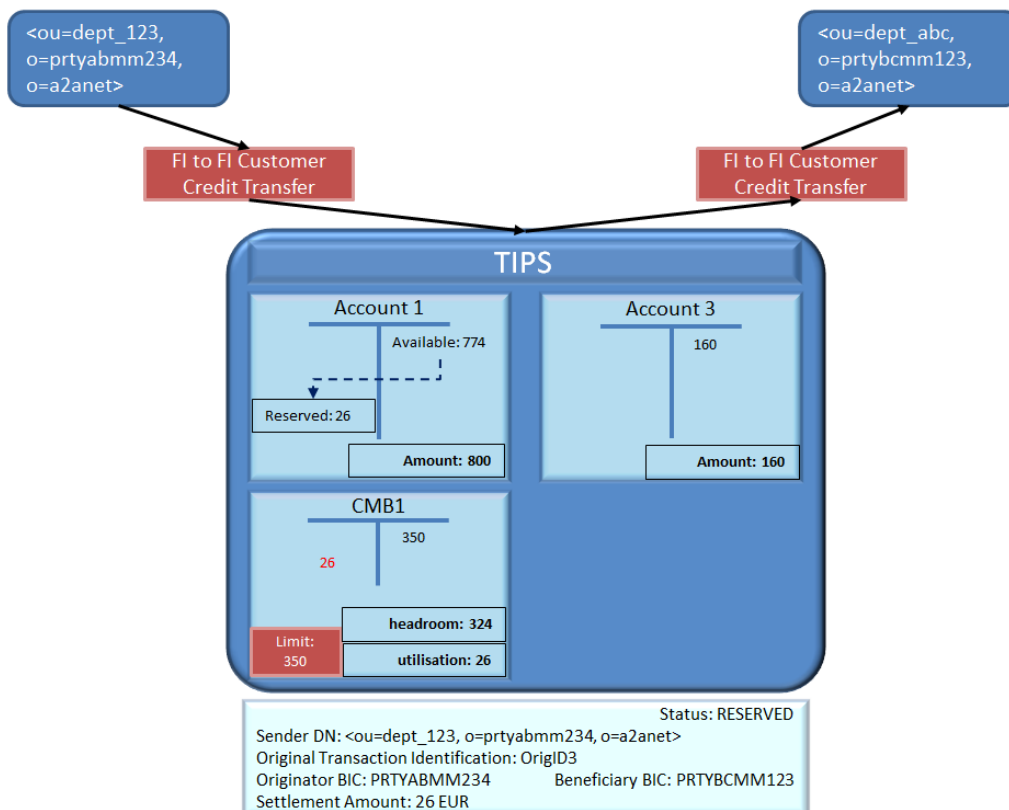 <ou=dept_123,
o=prtyabmm234,
o=a2anet>
<ou=dept_abc,
o=prtybcmm123,
o=a2anet>
FI to FI Customer
Credit Transfer
FI to FI Customer
Credit Transfer
TIPS
Account 1
Available: 774
Reserved: 26
Amount: 800
Account 3
160
Amount: 160
CMB1
350
26
headroom: 324
Limit:
350
utilisation: 26
Status: RESERVED
Sender DN: <ou=dept_123, o=prtyabmm234, o=a2anet>
Original Transaction Identification: OrigID3
Originator BIC: PRTYABMM234 Beneficiary BIC: PRTYBCMM123
Settlement Amount: 26 EUR